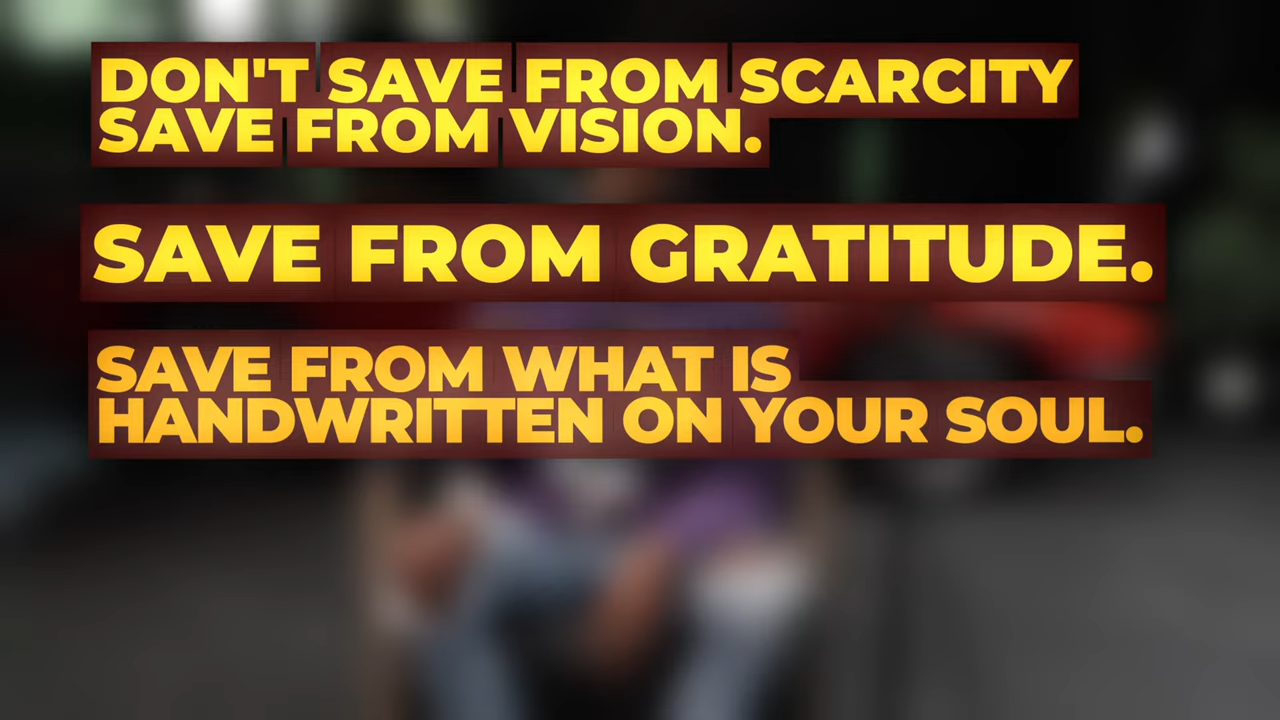 DON'T SAVE FROM SCARCITY
SAVE FROM VISION.
SAVE FROM GRATITUDE.
SAVE FROM WHAT IS
HANDWRITTEN ON YOUR SOUL.